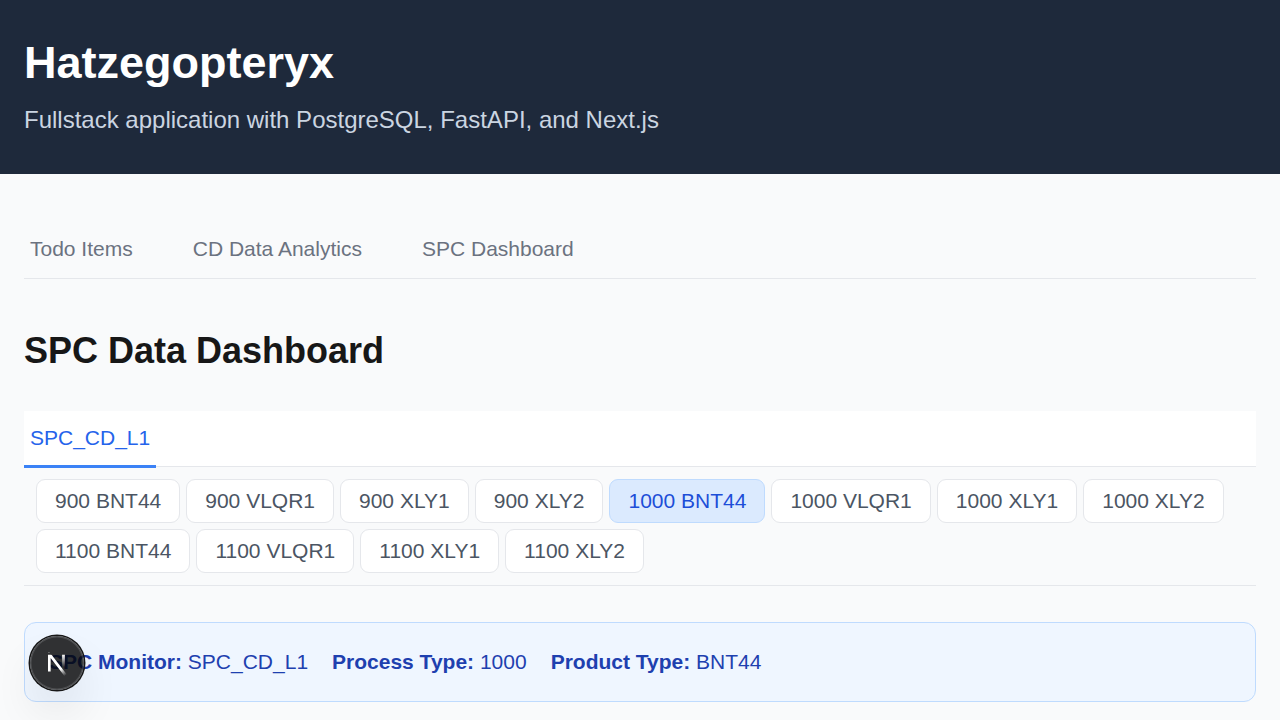 Hatzegopteryx
Fullstack application with PostgreSQL, FastAPI, and Next.js
Todo Items CD Data Analytics SPC Dashboard
SPC Data Dashboard
SPC_CD_L1
900 BNT44 900 VLQR1 900 XLY1 900 XLY2 1000 BNT44 1000 VLQR1 1000 XLY1 1000 XLY2
1100 BNT44 1100 VLQR1 1100 XLY1 1100 XLY2
SPC Monitor: SPC_CD_L1 Process Type: 1000 Product Type: BNT44